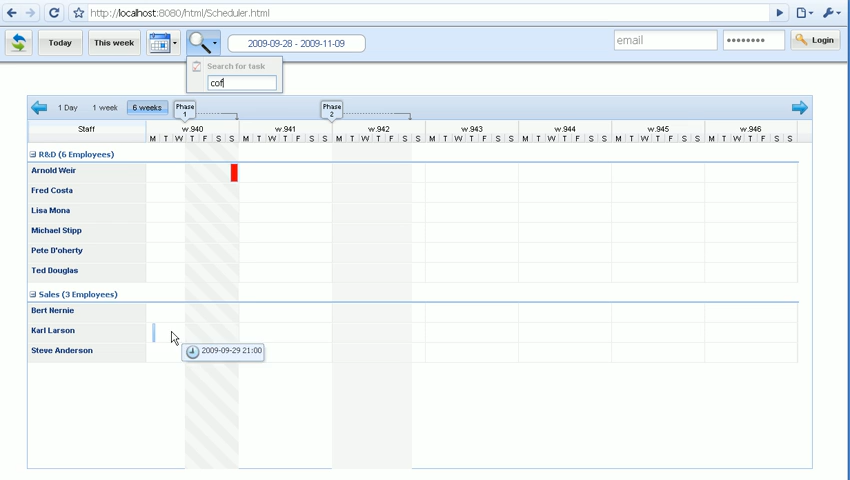 http://localhost:8080/html/Scheduler.html
Today
This week
2009-09-28 - 2009-11-09
email
••••••••
Login
Search for task
cof
1 Day
1 week
6 weeks
Phase
1
Phase
2
Staff
w.940
w.941
w.942
w.943
w.944
w.945
w.946
M T W T F S S M T W T F S S M T W T F S S M T W T F S S M T W T F S S M T W T F S S M T W T F S S
R&D (6 Employees)
Arnold Weir
Fred Costa
Lisa Mona
Michael Stipp
Pete D'oherty
Ted Douglas
Sales (3 Employees)
Bert Nernie
Karl Larson
Steve Anderson
2009-09-29 21:00